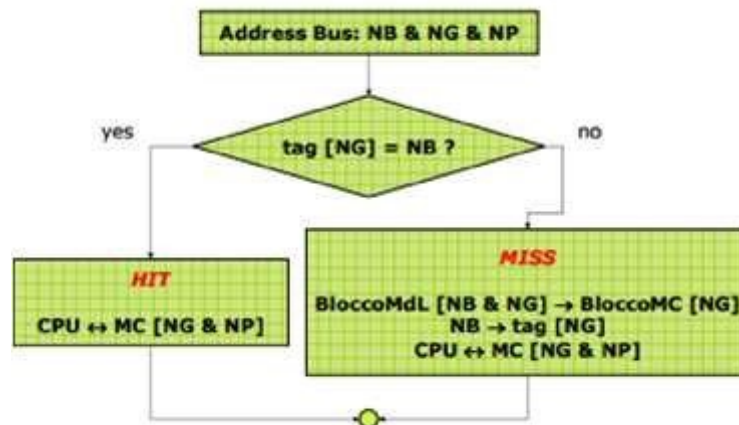 Address Bus: NB & NG & NP
tag [NG] = NB ?
yes
no
HIT
CPU ↔ MC [NG & NP]
MISS
BloccoMdL [NB & NG] → BloccoMC [NG]
NB → tag [NG]
CPU ↔ MC [NG & NP]